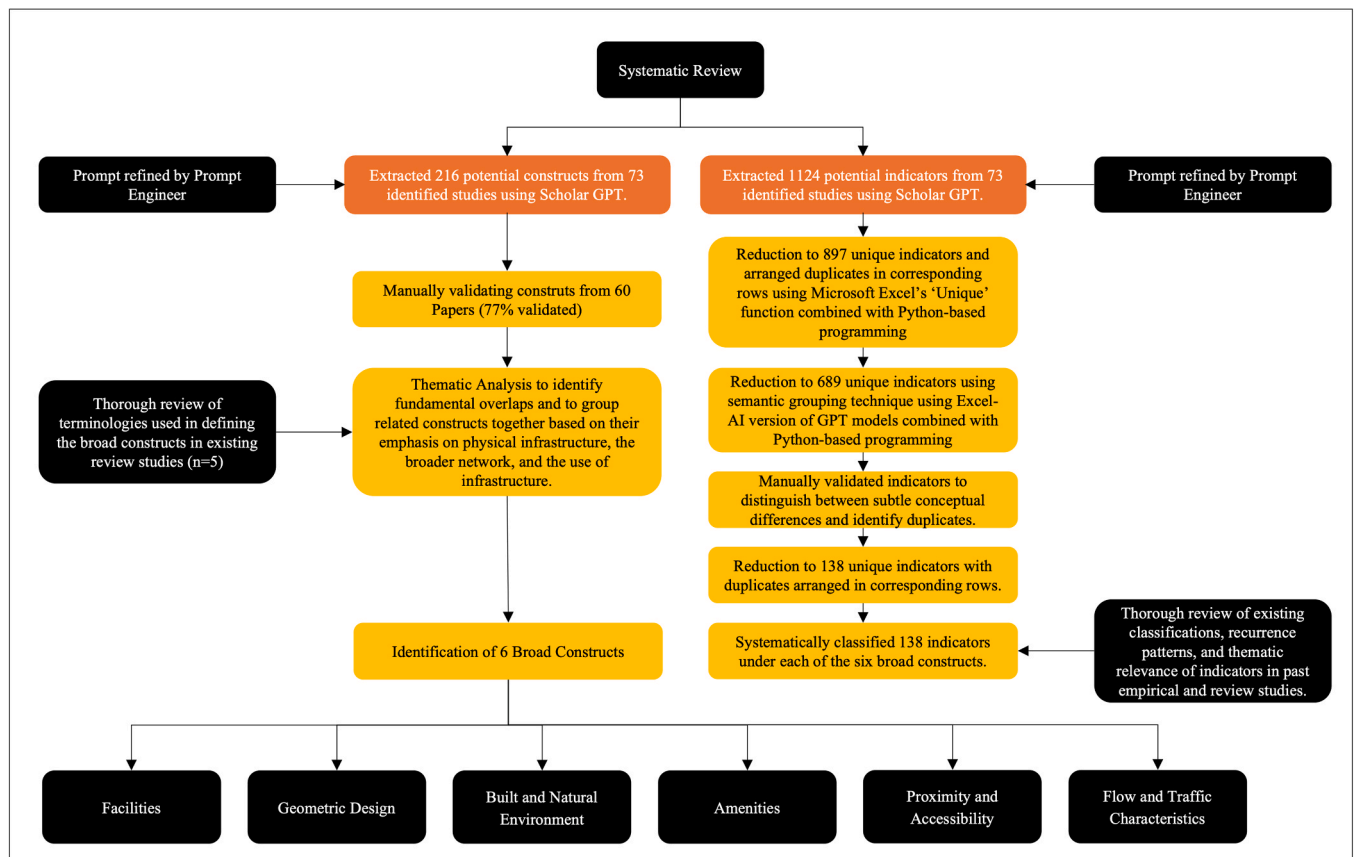 Systematic Review
Prompt refined by Prompt
Engineer
Extracted 216 potential constructs from 73
identified studies using Scholar GPT.
Extracted 1124 potential indicators from 73
identified studies using Scholar GPT.
Prompt refined by Prompt
Engineer
Manually validating construts from 60
Papers (77% validated)
Reduction to 897 unique indicators and
arranged duplicates in corresponding
rows using Microsoft Excel's ‘Unique’
function combined with Python-based
programming
Thorough review of
terminologies used in defining
the broad constructs in existing
review studies (n=5)
Thematic Analysis to identify
fundamental overlaps and to group
related constructs together based on their
emphasis on physical infrastructure, the
broader network, and the use of
infrastructure.
Reduction to 689 unique indicators using
semantic grouping technique using Excel-
AI version of GPT models combined with
Python-based programming
Manually validated indicators to
distinguish between subtle conceptual
differences and identify duplicates.
Reduction to 138 unique indicators with
duplicates arranged in corresponding rows.
Identification of 6 Broad Constructs
Systematically classified 138 indicators
under each of the six broad constructs.
Thorough review of existing
classifications, recurrence
patterns, and thematic
relevance of indicators in past
empirical and review studies.
Facilities
Geometric Design
Built and Natural
Environment
Amenities
Proximity and
Accessibility
Flow and Traffic
Characteristics